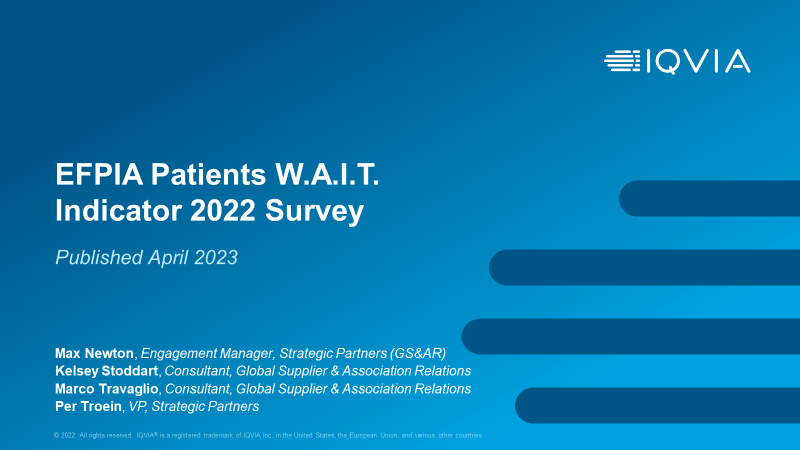 IQVIA
EFPIA Patients W.A.I.T.
Indicator 2022 Survey
Published April 2023
Max Newton, Engagement Manager, Strategic Partners (GS&AR)
Kelsey Stoddart, Consultant, Global Supplier & Association Relations
Marco Travaglio, Consultant, Global Supplier & Association Relations
Per Troein, VP, Strategic Partners
© 2022. All rights reserved. IQVIA® is a registered trademark of IQVIA Inc. in the United States, the European Union, and various other countries.